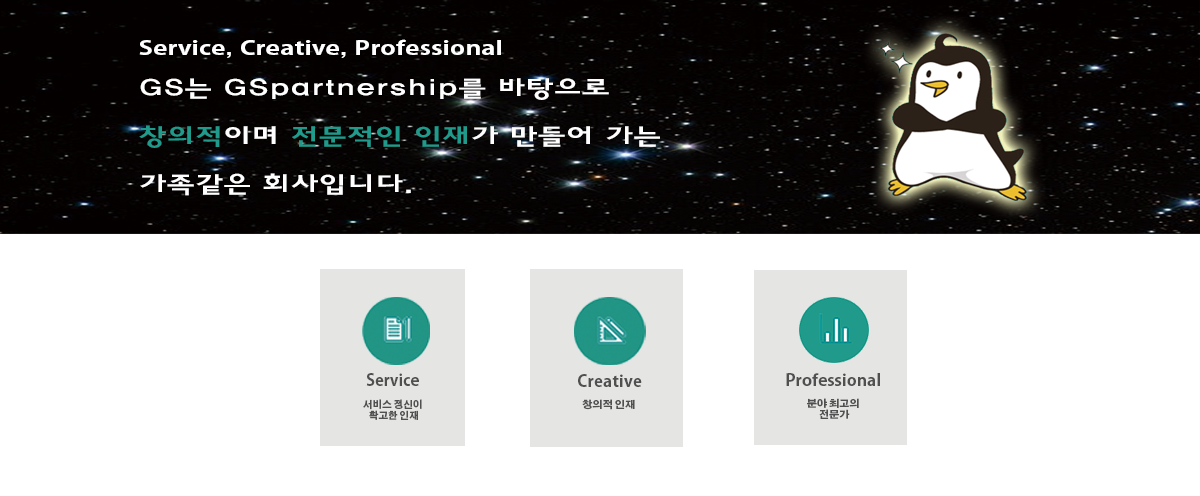 Service, Creative, Professional
GS는 GSpartnership를 바탕으로
창의적이며 전문적인 인재가 만들어 가는
가족같은 회사입니다.
Service
서비스 정신이
확고한 인재
Creative
창의적 인재
Professional
분야 최고의
전문가